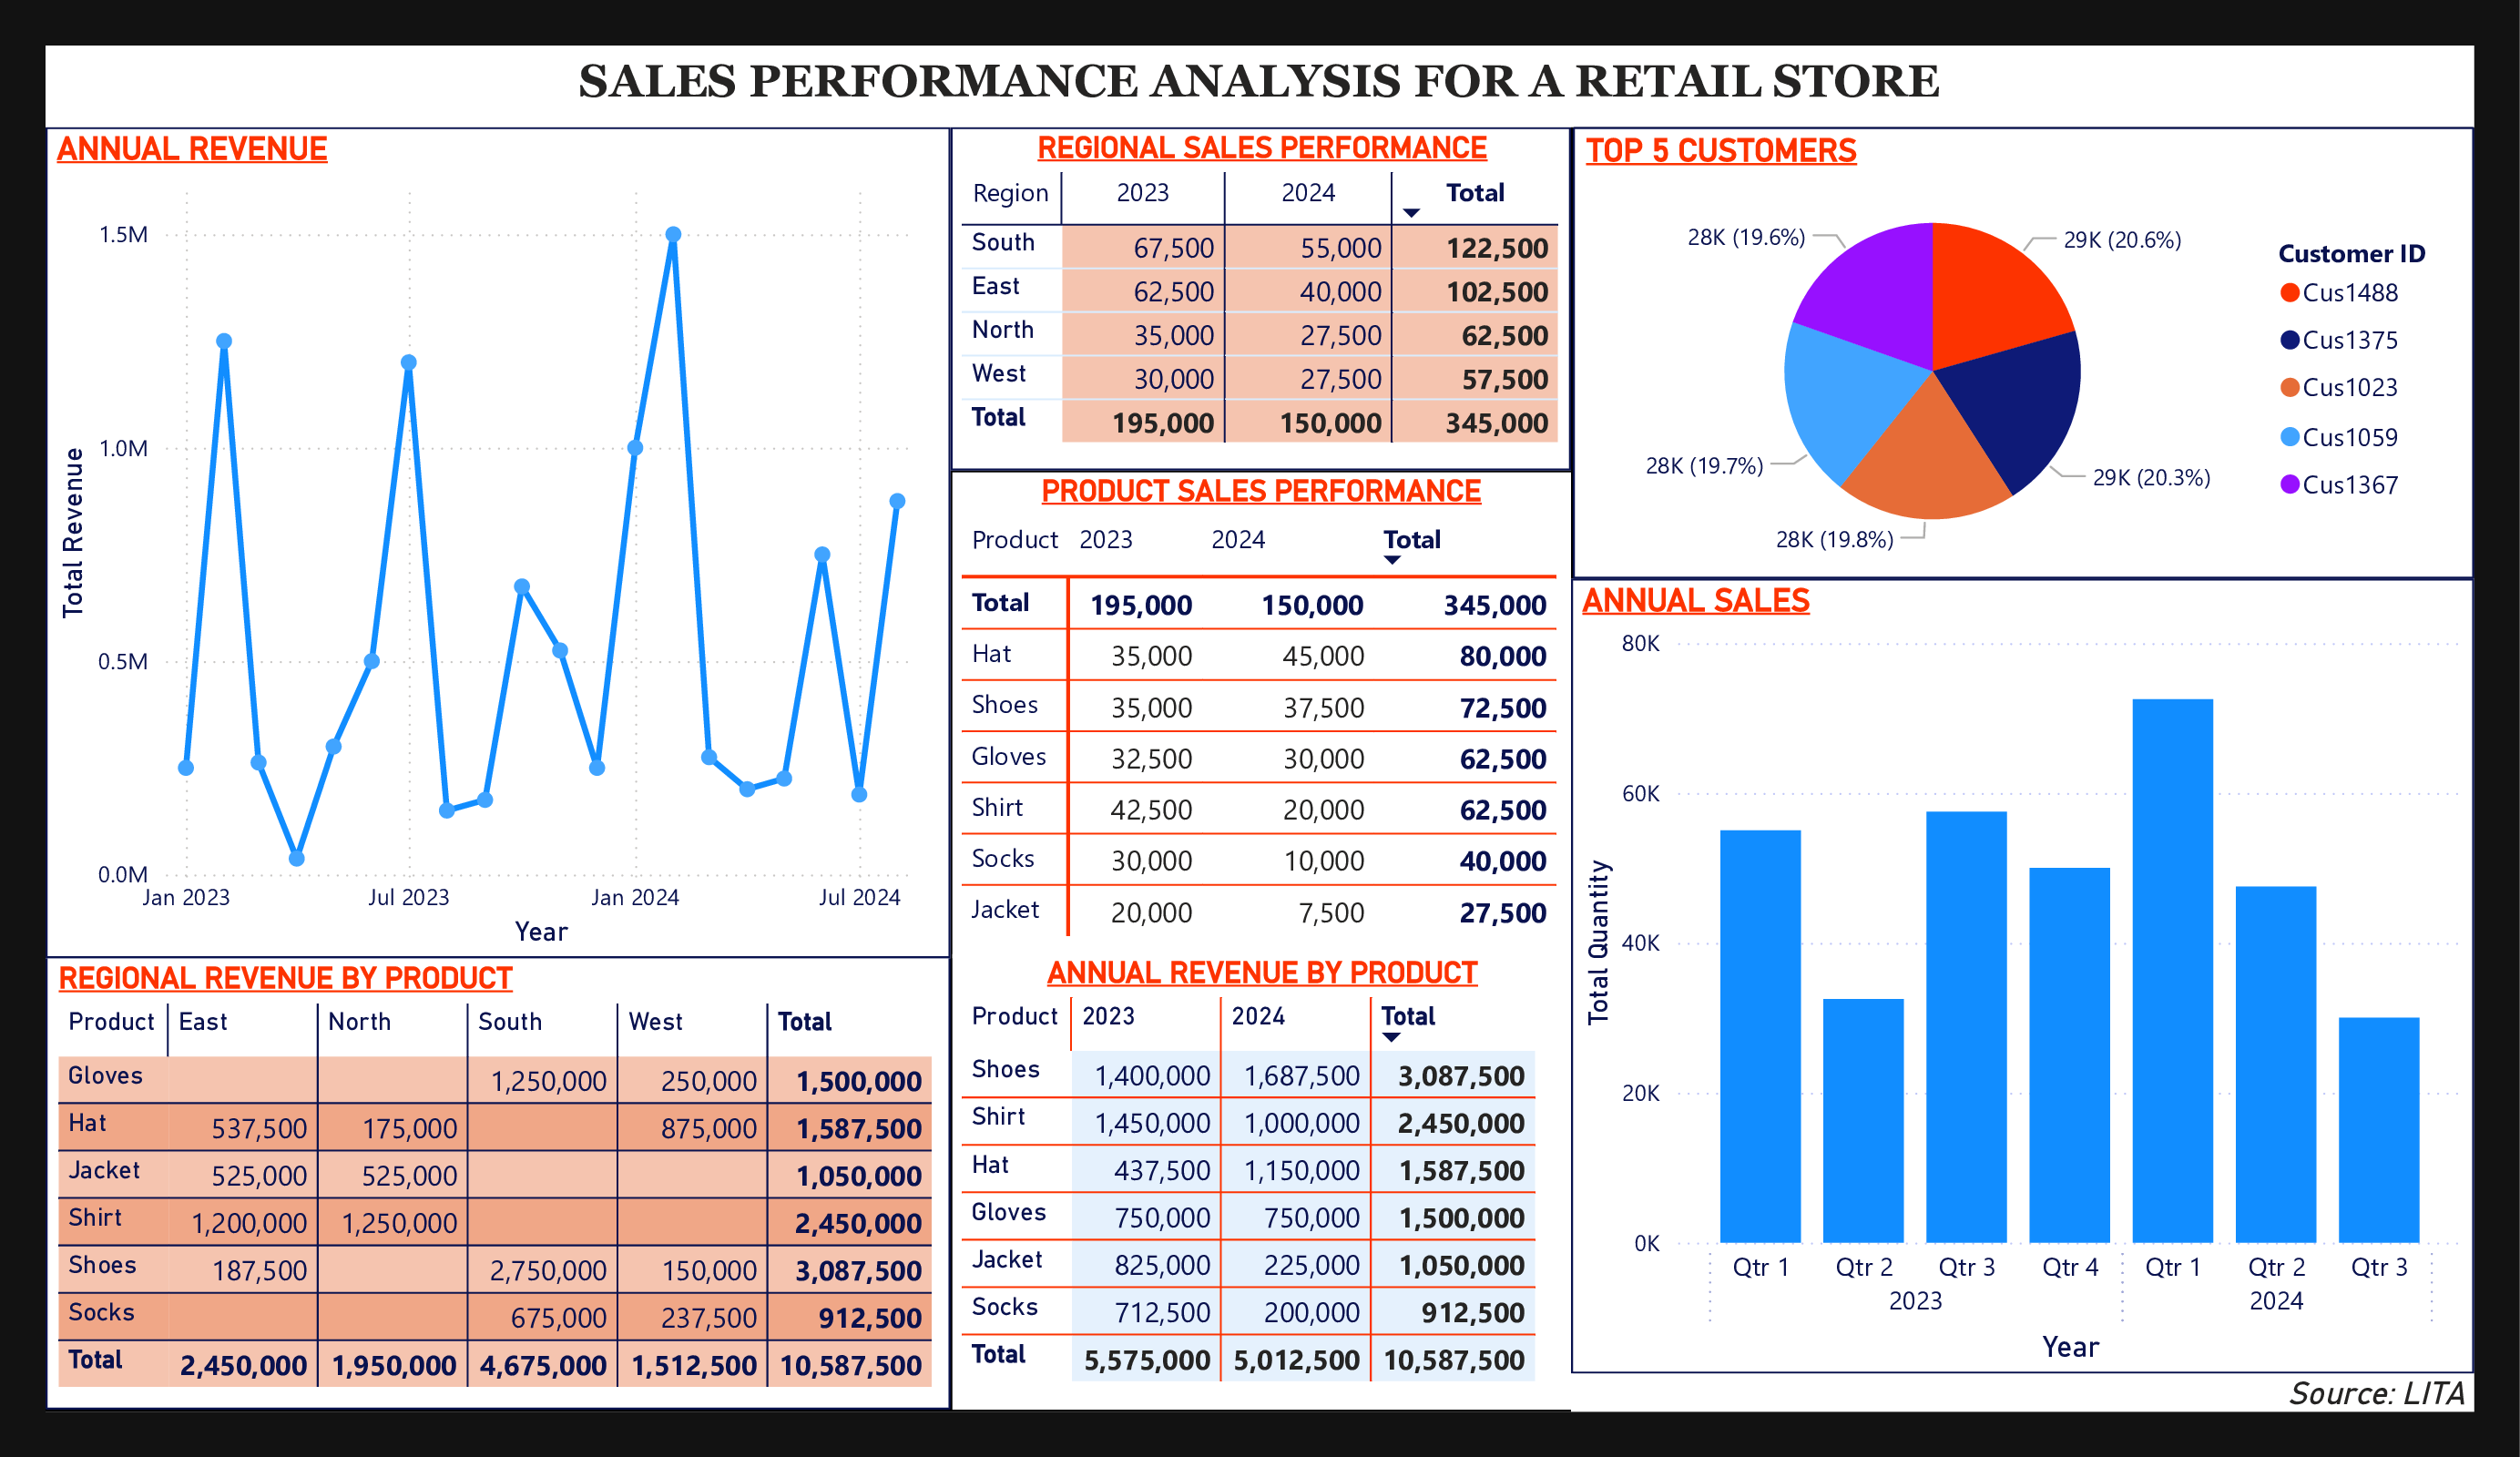 SALES PERFORMANCE ANALYSIS FOR A RETAIL STORE
ANNUAL REVENUE
1.5M
1.0M
0.5M
0.0M
Total Revenue
Jan 2023 Jul 2023 Jan 2024 Jul 2024
Year
REGIONAL REVENUE BY PRODUCT
Product East North South West Total
Gloves 1,250,000 250,000 1,500,000
Hat 537,500 175,000 875,000 1,587,500
Jacket 525,000 525,000 1,050,000
Shirt 1,200,000 1,250,000 2,450,000
Shoes 187,500 2,750,000 150,000 3,087,500
Socks 675,000 237,500 912,500
Total 2,450,000 1,950,000 4,675,000 1,512,500 10,587,500
REGIONAL SALES PERFORMANCE
Region 2023 2024 Total
South 67,500 55,000 122,500
East 62,500 40,000 102,500
North 35,000 27,500 62,500
West 30,000 27,500 57,500
Total 195,000 150,000 345,000
PRODUCT SALES PERFORMANCE
Product 2023 2024 Total
Total 195,000 150,000 345,000
Hat 35,000 45,000 80,000
Shoes 35,000 37,500 72,500
Gloves 32,500 30,000 62,500
Shirt 42,500 20,000 62,500
Socks 30,000 10,000 40,000
Jacket 20,000 7,500 27,500
ANNUAL REVENUE BY PRODUCT
Product 2023 2024 Total
Shoes 1,400,000 1,687,500 3,087,500
Shirt 1,450,000 1,000,000 2,450,000
Hat 437,500 1,150,000 1,587,500
Gloves 750,000 750,000 1,500,000
Jacket 825,000 225,000 1,050,000
Socks 712,500 200,000 912,500
Total 5,575,000 5,012,500 10,587,500
TOP 5 CUSTOMERS
28K (19.6%)
29K (20.6%)
28K (19.7%)
29K (20.3%)
28K (19.8%)
Customer ID
Cus1488
Cus1375
Cus1023
Cus1059
Cus1367
ANNUAL SALES
80K
60K
40K
20K
0K
Total Quantity
Qtr 1 Qtr 2 Qtr 3 Qtr 4 Qtr 1 Qtr 2 Qtr 3
2023 2024
Year
Source: LITA